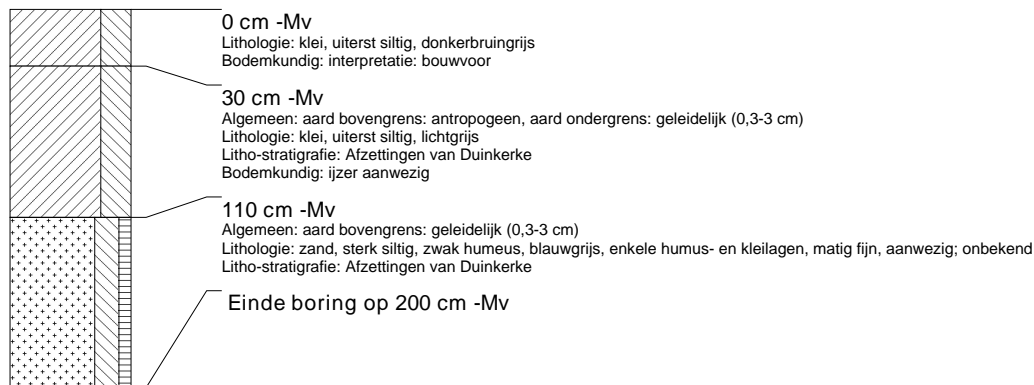 0 cm -Mv
Lithologie: klei, uiterst siltig, donkerbruingrijs
Bodemkundig: interpretatie: bouwvoor
30 cm -Mv
Algemeen: aard bovengrens: antropogeen, aard ondergrens: geleidelijk (0,3-3 cm)
Lithologie: klei, uiterst siltig, lichtgrijs
Litho-stratigrafie: Afzettingen van Duinkerke
Bodemkundig: ijzer aanwezig
110 cm -Mv
Algemeen: aard bovengrens: geleidelijk (0,3-3 cm)
Lithologie: zand, sterk siltig, zwak humeus, blauwgrijs, enkele humus- en kleilagen, matig fijn, aanwezig; onbekend
Litho-stratigrafie: Afzettingen van Duinkerke
Einde boring op 200 cm -Mv